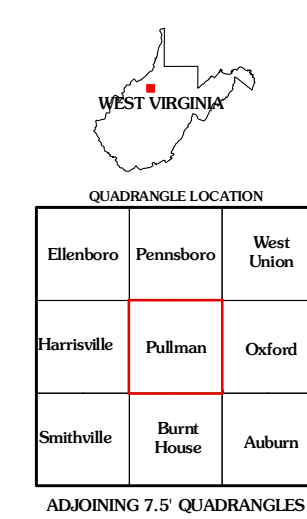 WEST VIRGINIA
QUADRANGLE LOCATION
Ellenboro
Pennsboro
West
Union
Harrisville
Pullman
Oxford
Smithville
Burnt
House
Auburn
ADJOINING 7.5' QUADRANGLES